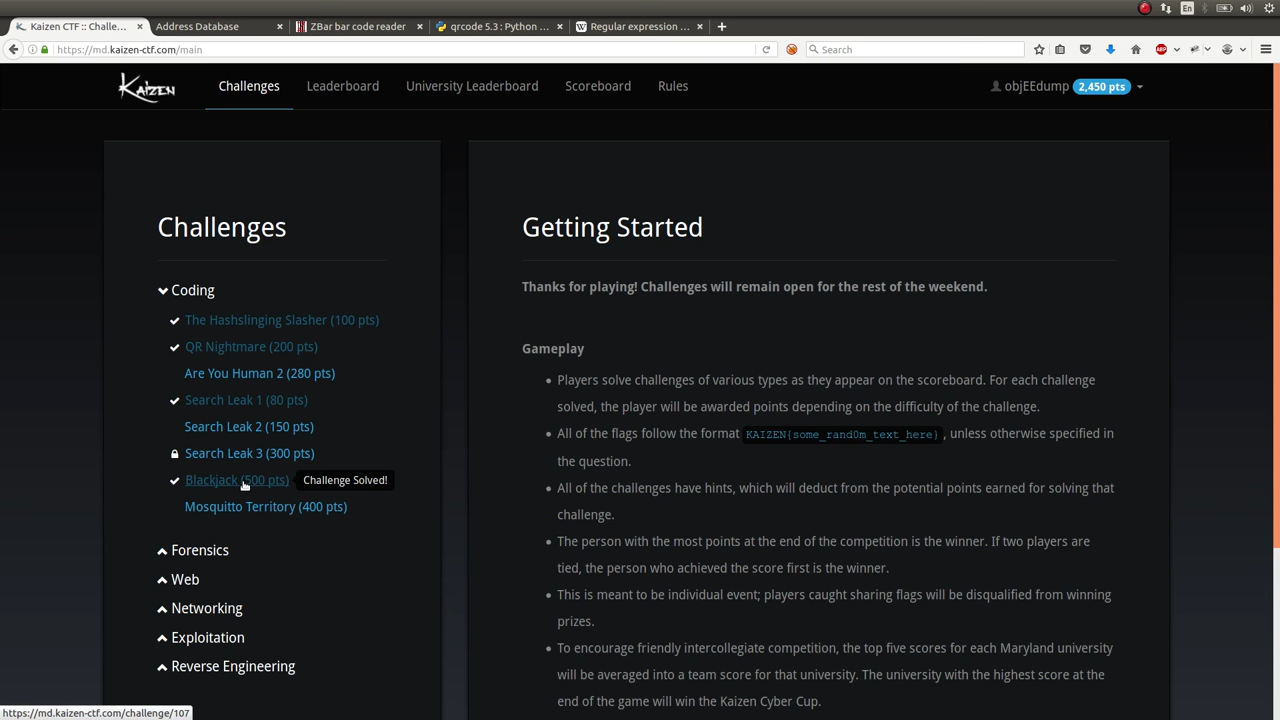 Kaizen CTF :: Challe...
Address Database
ZBar bar code reader
qrcode 5.3 : Python ...
Regular expression ...
En
https://md.kaizen-ctf.com/main
Search
ABP
KAIZEN
Challenges
Leaderboard
University Leaderboard
Scoreboard
Rules
objEEdump 2,450 pts
Challenges
Coding
The Hashslinging Slasher (100 pts)
QR Nightmare (200 pts)
Are You Human 2 (280 pts)
Search Leak 1 (80 pts)
Search Leak 2 (150 pts)
Search Leak 3 (300 pts)
Blackjack (500 pts)
Challenge Solved!
Mosquitto Territory (400 pts)
Forensics
Web
Networking
Exploitation
Reverse Engineering
Getting Started
Thanks for playing! Challenges will remain open for the rest of the weekend.
Gameplay
Players solve challenges of various types as they appear on the scoreboard. For each challenge
solved, the player will be awarded points depending on the difficulty of the challenge.
All of the flags follow the format KAIZEN{some_rand0m_text_here}, unless otherwise specified in
the question.
All of the challenges have hints, which will deduct from the potential points earned for solving that
challenge.
The person with the most points at the end of the competition is the winner. If two players are
tied, the person who achieved the score first is the winner.
This is meant to be individual event; players caught sharing flags will be disqualified from winning
prizes.
To encourage friendly intercollegiate competition, the top five scores for each Maryland university
will be averaged into a team score for that university. The university with the highest score at the
end of the game will win the Kaizen Cyber Cup.
https://md.kaizen-ctf.com/challenge/107